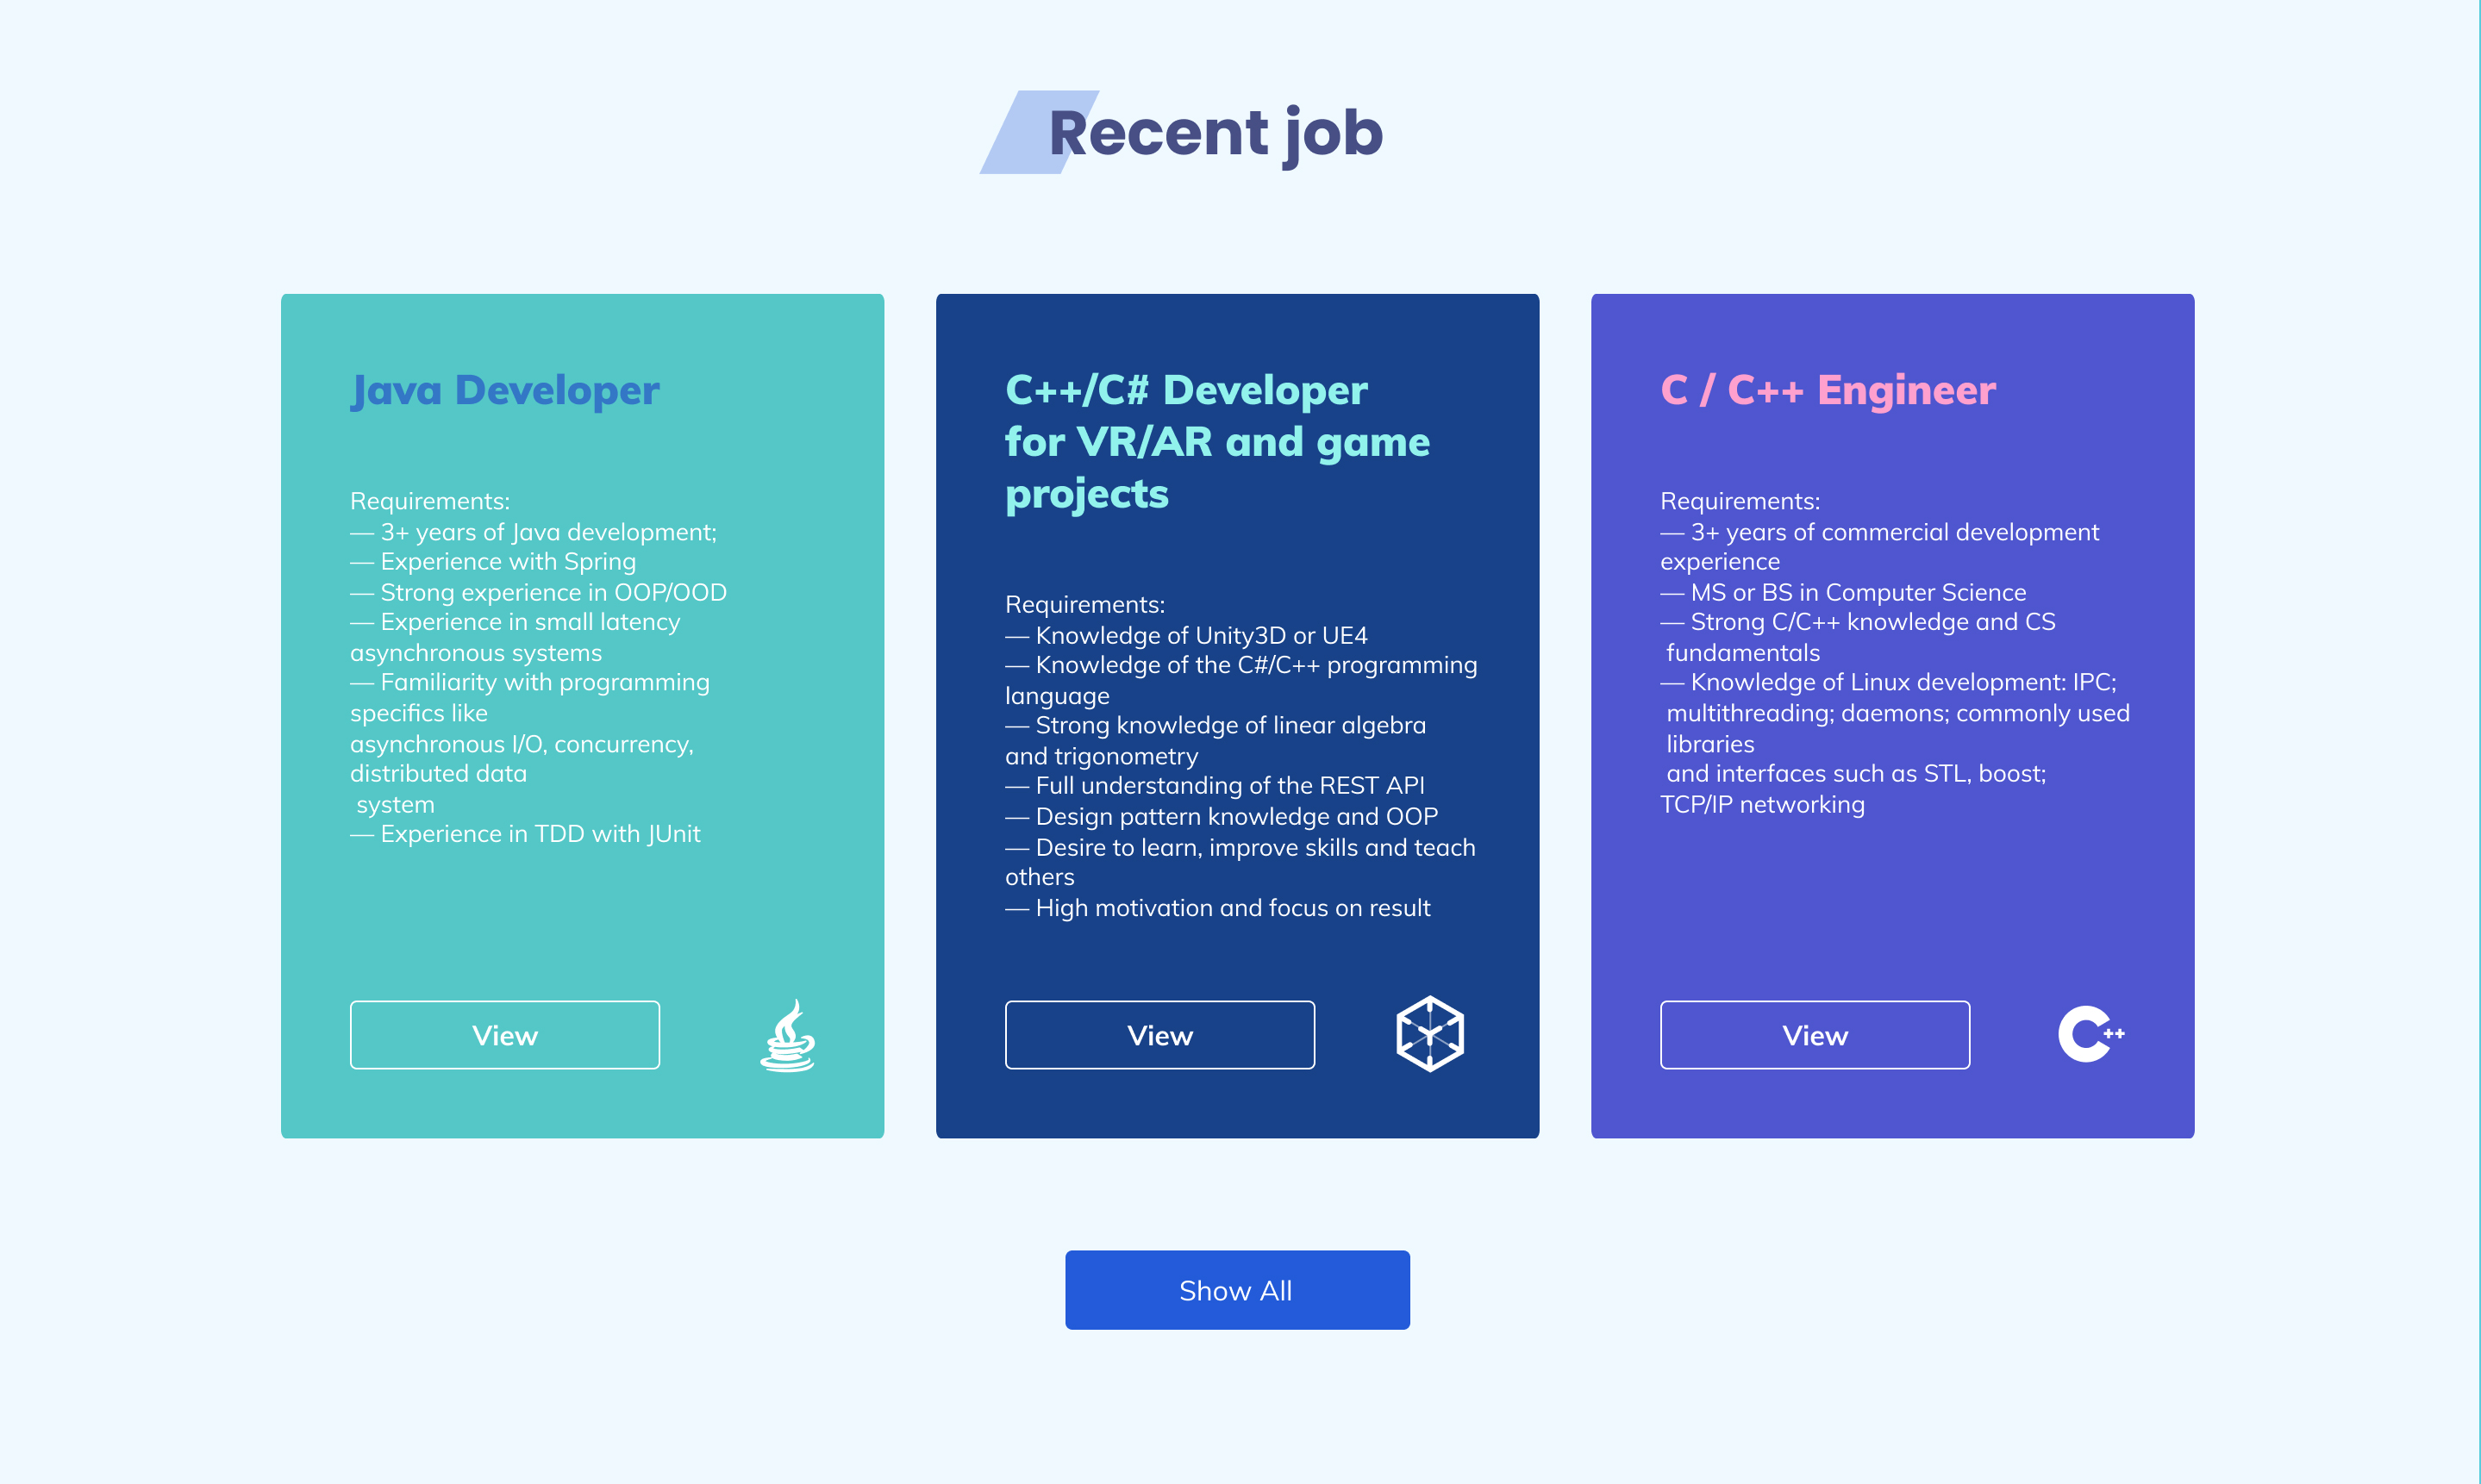 Recent job
Java Developer
Requirements:
— 3+ years of Java development;
— Experience with Spring
— Strong experience in OOP/OOD
— Experience in small latency
asynchronous systems
— Familiarity with programming
specifics like
asynchronous I/O, concurrency,
distributed data
system
— Experience in TDD with JUnit
View
C++/C# Developer
for VR/AR and game
projects
Requirements:
— Knowledge of Unity3D or UE4
— Knowledge of the C#/C++ programming
language
— Strong knowledge of linear algebra
and trigonometry
— Full understanding of the REST API
— Design pattern knowledge and OOP
— Desire to learn, improve skills and teach
others
— High motivation and focus on result
View
C / C++ Engineer
Requirements:
— 3+ years of commercial development
experience
— MS or BS in Computer Science
— Strong C/C++ knowledge and CS
fundamentals
— Knowledge of Linux development: IPC;
multithreading; daemons; commonly used
libraries
and interfaces such as STL, boost;
TCP/IP networking
View
C++
Show All